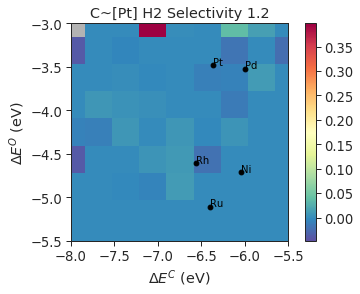 C~[Pt] H2 Selectivity 1.2
−3.0
−3.5
−4.0
−4.5
−5.0
−5.5
ΔE^O (eV)
Pt
Pd
Rh
Ni
Ru
−8.0 −7.5 −7.0 −6.5 −6.0 −5.5
ΔE^C (eV)
0.35
0.30
0.25
0.20
0.15
0.10
0.05
0.00